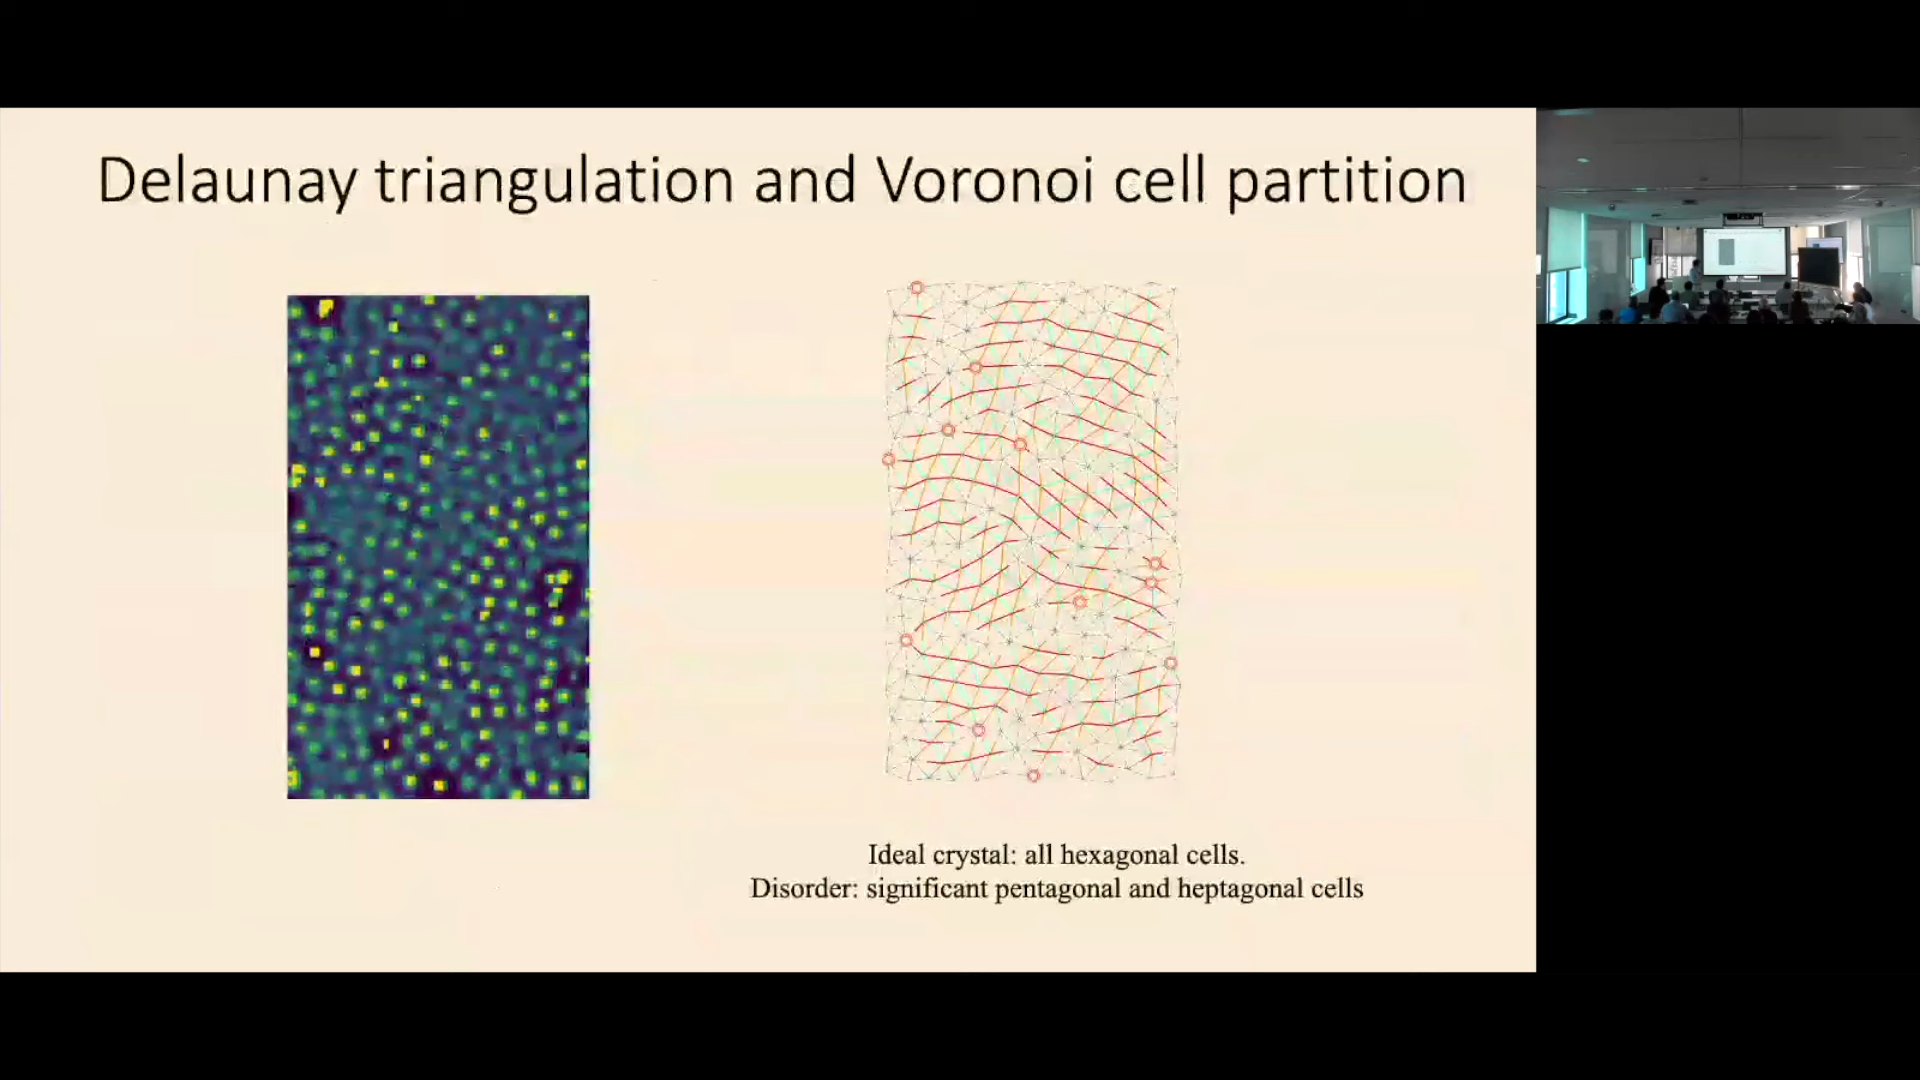 Delaunay triangulation and Voronoi cell partition
Ideal crystal: all hexagonal cells.
Disorder: significant pentagonal and heptagonal cells